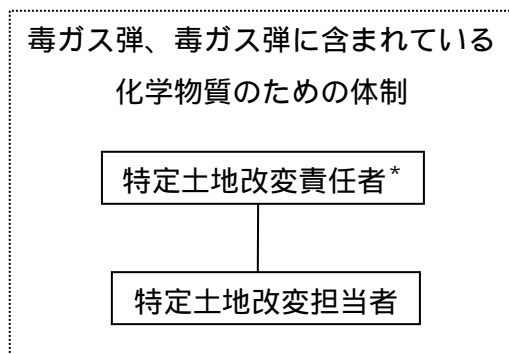 毒ガス弾、毒ガス弾に含まれている
化学物質のための体制
特定土地改変責任者*
特定土地改変担当者